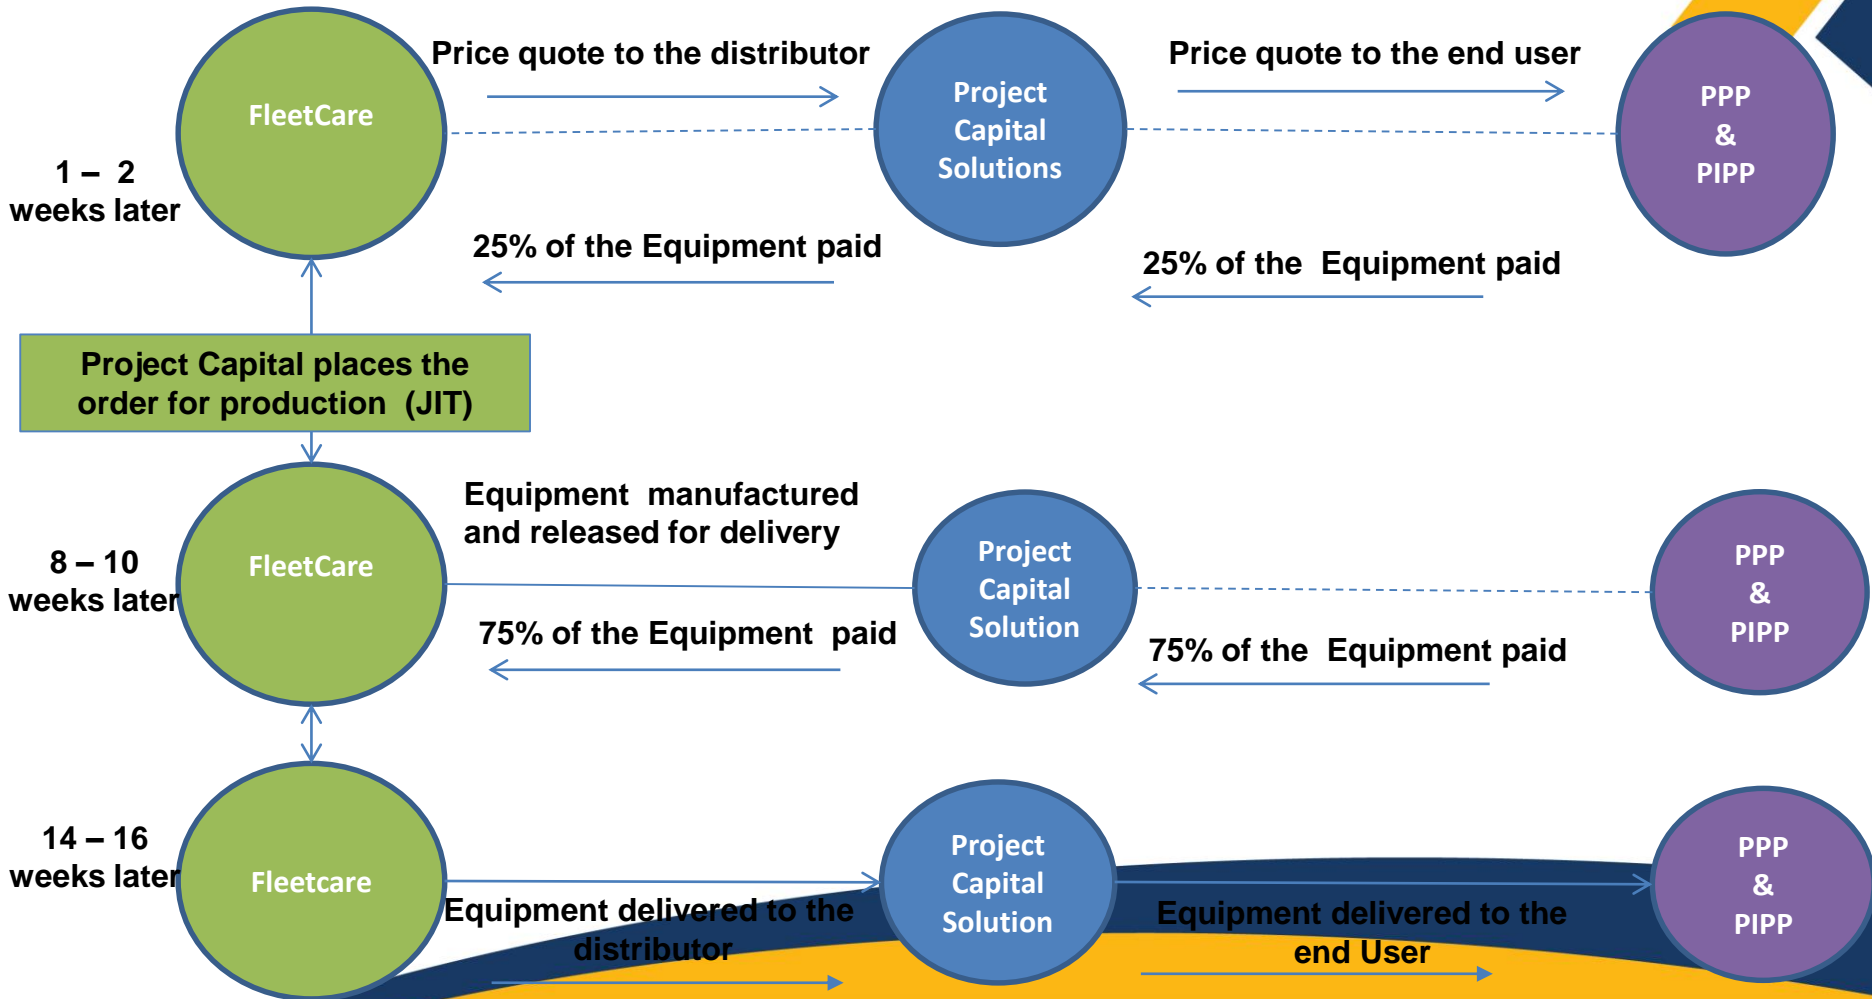 Price quote to the distributor
Price quote to the end user
FleetCare
Project
Capital
Solutions
PPP
&
PIPP
1 – 2
weeks later
25% of the Equipment paid
25% of the Equipment paid
Project Capital places the
order for production (JIT)
Equipment manufactured
and released for delivery
8 – 10
weeks later
FleetCare
Project
Capital
Solution
PPP
&
PIPP
75% of the Equipment paid
75% of the Equipment paid
14 – 16
weeks later
Fleetcare
Project
Capital
Solution
PPP
&
PIPP
Equipment delivered to the
distributor
Equipment delivered to the
end User